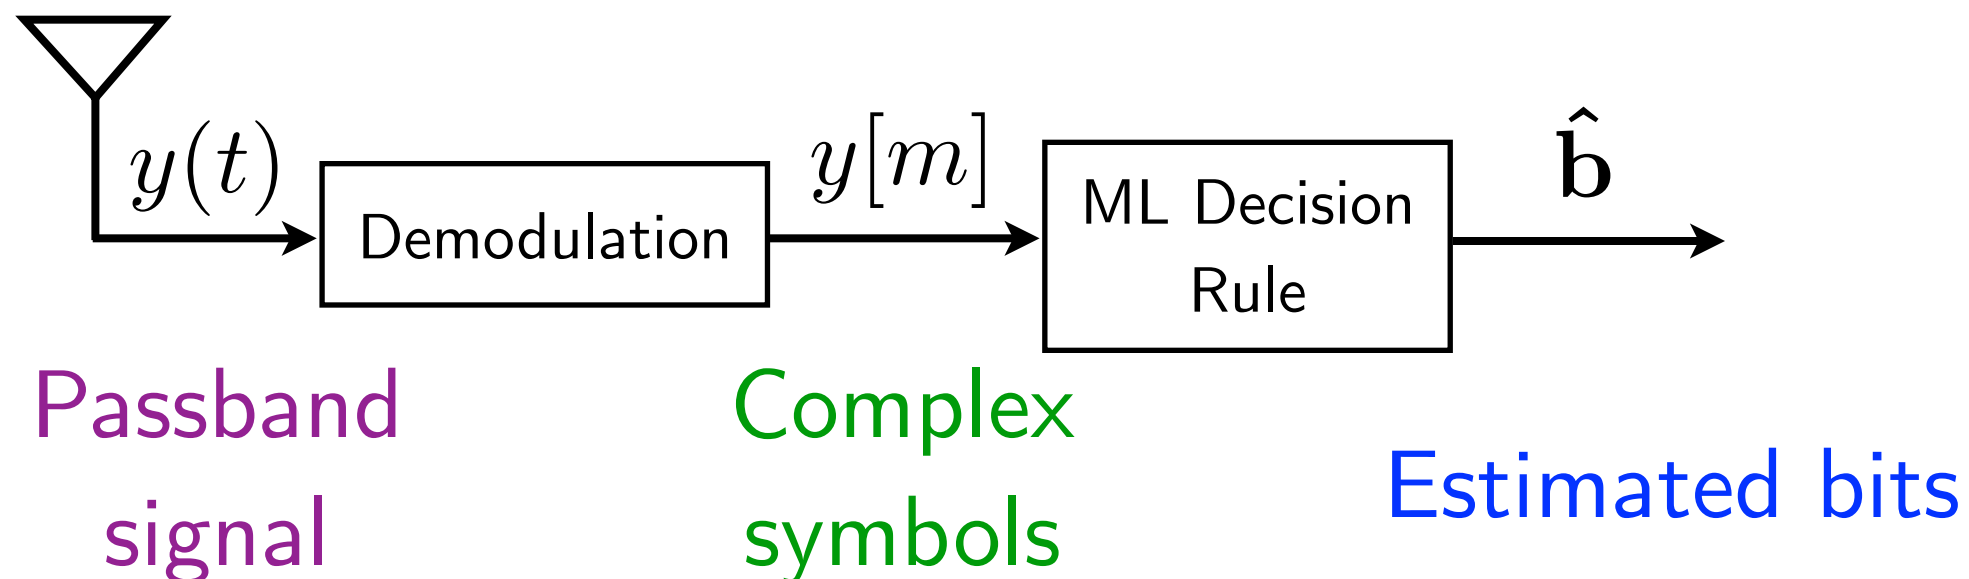 y(t)
Demodulation
y[m]
ML Decision
Rule
b̂
Passband
signal
Complex
symbols
Estimated bits